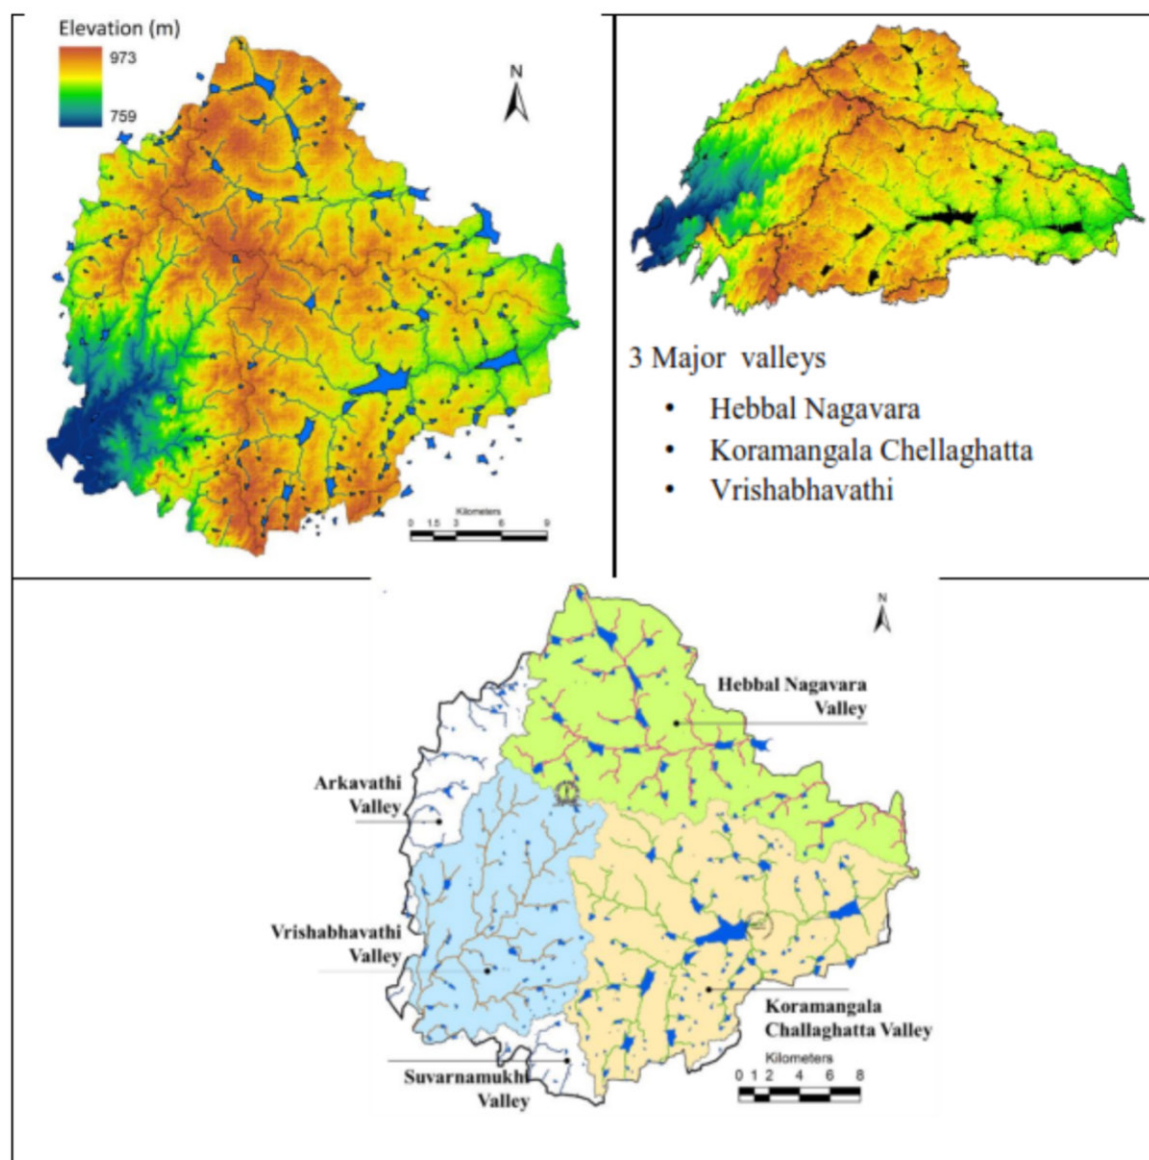 Elevation (m)
973
759
N
Kilometers
0 1.5 3 6 9
3 Major valleys
• Hebbal Nagavara
• Koramangala Chellaghatta
• Vrishabhavathi
N
Hebbal Nagavara
Valley
Arkavathi
Valley
Vrishabhavathi
Valley
Koramangala
Challaghatta Valley
Suvarnamukhi
Valley
Kilometers
0 1 2 4 6 8